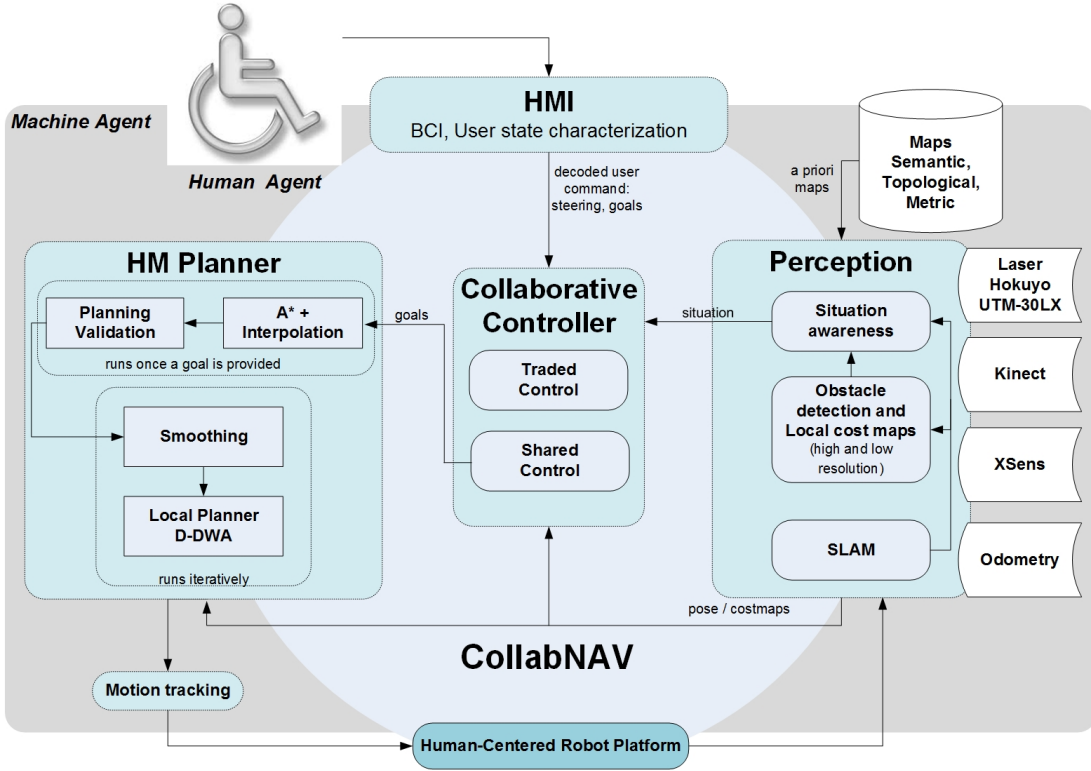 Machine Agent
Human Agent
HMI
BCI, User state characterization
decoded user
command:
steering, goals
a priori
maps
Maps
Semantic,
Topological,
Metric
HM Planner
Planning
Validation
A* +
Interpolation
runs once a goal is provided
Smoothing
Local Planner
D-DWA
runs iteratively
goals
Collaborative
Controller
Traded
Control
Shared
Control
situation
Perception
Situation
awareness
Obstacle
detection and
Local cost maps
(high and low
resolution)
SLAM
Laser
Hokuyo
UTM-30LX
Kinect
XSens
Odometry
pose / costmaps
CollabNAV
Motion tracking
Human-Centered Robot Platform